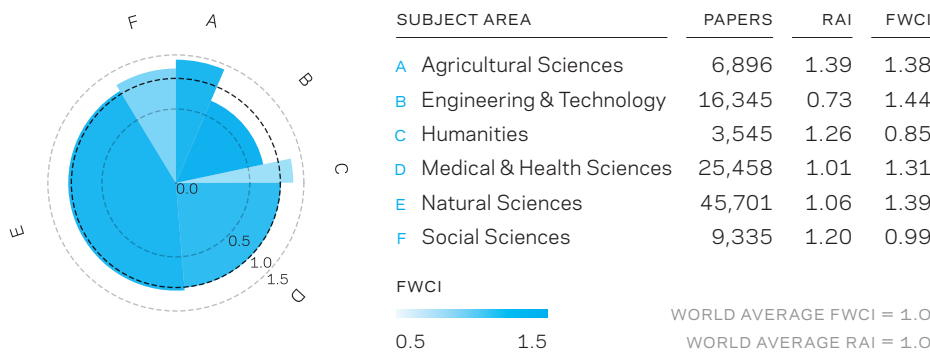 F A
B
C
D
E
0.0
0.5
1.0
1.5
SUBJECT AREA PAPERS RAI FWCI
A Agricultural Sciences 6,896 1.39 1.38
B Engineering & Technology 16,345 0.73 1.44
C Humanities 3,545 1.26 0.85
D Medical & Health Sciences 25,458 1.01 1.31
E Natural Sciences 45,701 1.06 1.39
F Social Sciences 9,335 1.20 0.99
FWCI
0.5 1.5
WORLD AVERAGE FWCI = 1.0
WORLD AVERAGE RAI = 1.0